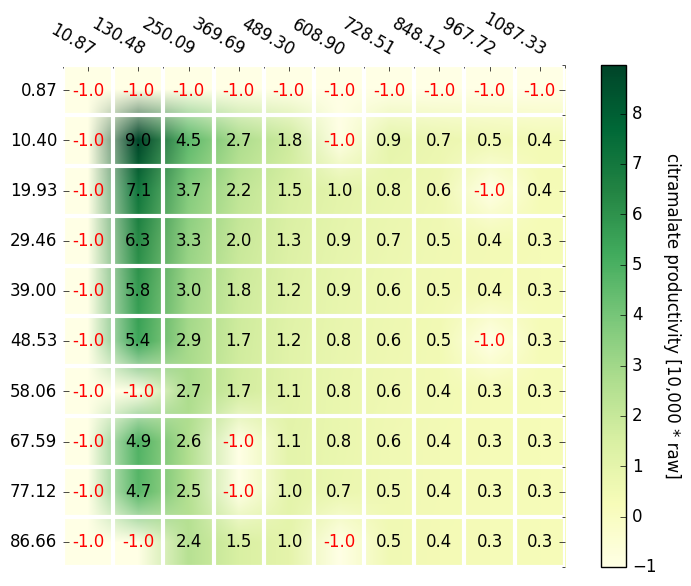 10.87 130.48 250.09 369.69 489.30 608.90 728.51 848.12 967.72 1087.33
0.87 -1.0 -1.0 -1.0 -1.0 -1.0 -1.0 -1.0 -1.0 -1.0 -1.0
10.40 -1.0 9.0 4.5 2.7 1.8 -1.0 0.9 0.7 0.5 0.4
19.93 -1.0 7.1 3.7 2.2 1.5 1.0 0.8 0.6 -1.0 0.4
29.46 -1.0 6.3 3.3 2.0 1.3 0.9 0.7 0.5 0.4 0.3
39.00 -1.0 5.8 3.0 1.8 1.2 0.9 0.6 0.5 0.4 0.3
48.53 -1.0 5.4 2.9 1.7 1.2 0.8 0.6 0.5 -1.0 0.3
58.06 -1.0 -1.0 2.7 1.7 1.1 0.8 0.6 0.4 0.3 0.3
67.59 -1.0 4.9 2.6 -1.0 1.1 0.8 0.6 0.4 0.3 0.3
77.12 -1.0 4.7 2.5 -1.0 1.0 0.7 0.5 0.4 0.3 0.3
86.66 -1.0 -1.0 2.4 1.5 1.0 -1.0 0.5 0.4 0.3 0.3
8
7
6
5
4
3
2
1
0
−1
citramalate productivity [10,000 * raw]